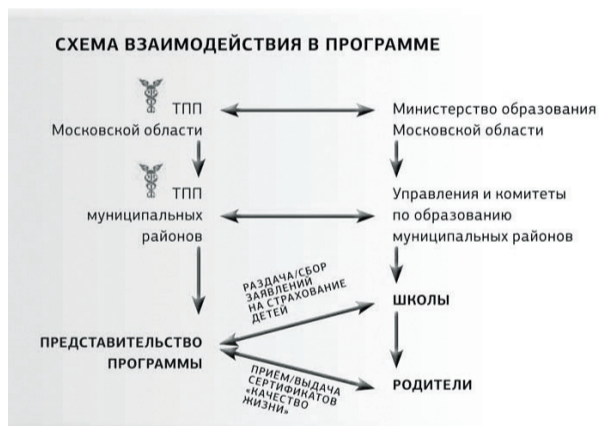 СХЕМА ВЗАИМОДЕЙСТВИЯ В ПРОГРАММЕ
ТПП
Московской области
Министерство образования
Московской области
ТПП
муниципальных
районов
Управления и комитеты
по образованию
муниципальных районов
РАЗДАЧА/СБОР
ЗАЯВЛЕНИЙ
НА СТРАХОВАНИЕ
ДЕТЕЙ
ШКОЛЫ
ПРЕДСТАВИТЕЛЬСТВО
ПРОГРАММЫ
ПРИЕМ/ВЫДАЧА
СЕРТИФИКАТОВ
«КАЧЕСТВО
ЖИЗНИ»
РОДИТЕЛИ